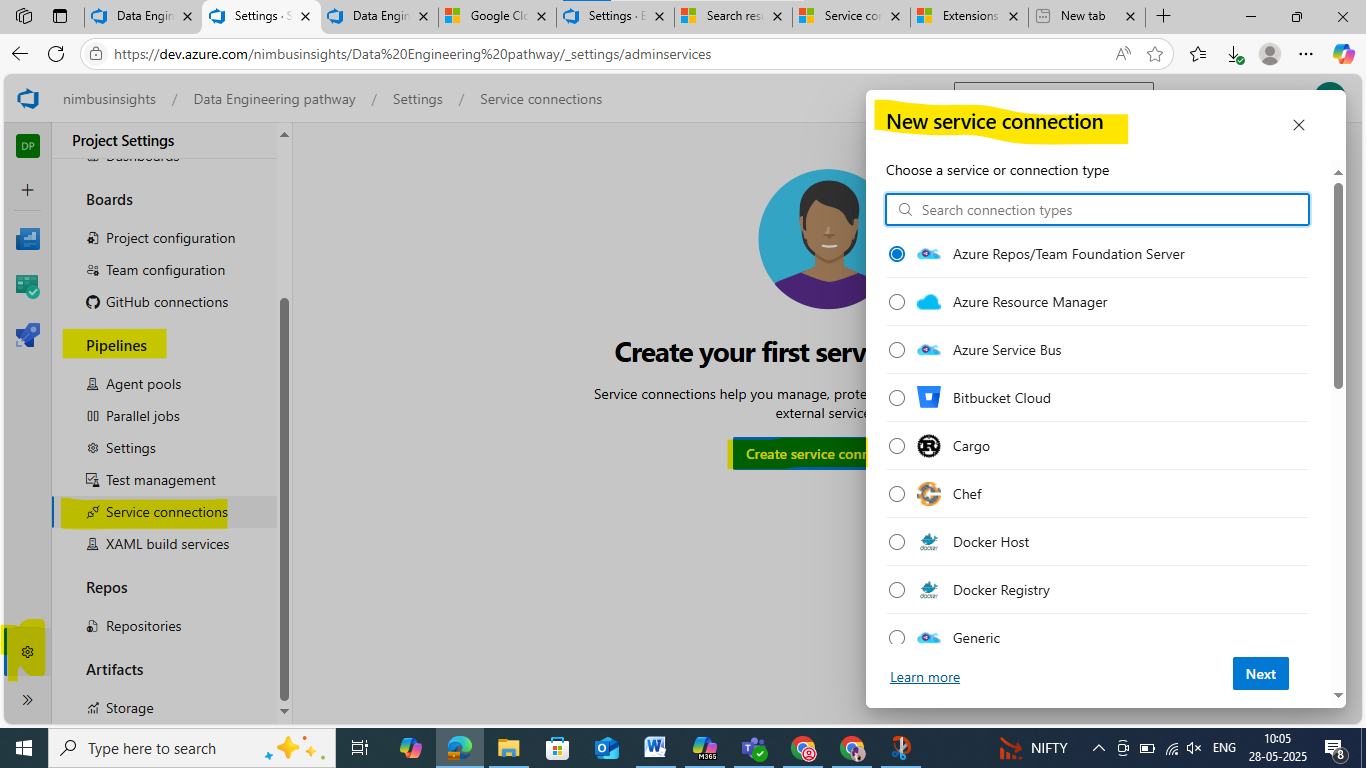 Data Engin
Settings · S
Data Engin
Google Clo
Settings · E
Search resu
Service con
Extensions
New tab
https://dev.azure.com/nimbusinsights/Data%20Engineering%20pathway/_settings/adminservices
nimbusinsights / Data Engineering pathway / Settings / Service connections
DP
Project Settings
Dashboards
Boards
Project configuration
Team configuration
GitHub connections
Pipelines
Agent pools
Parallel jobs
Settings
Test management
Service connections
XAML build services
Repos
Repositories
Artifacts
Storage
Create your first serv
Service connections help you manage, prote
external service
Create service conn
New service connection
Choose a service or connection type
Search connection types
Azure Repos/Team Foundation Server
Azure Resource Manager
Azure Service Bus
Bitbucket Cloud
Cargo
Chef
docker
Docker Host
docker
Docker Registry
Generic
Learn more
Next
Type here to search
M365
NIFTY
ENG
10:05
28-05-2025
8